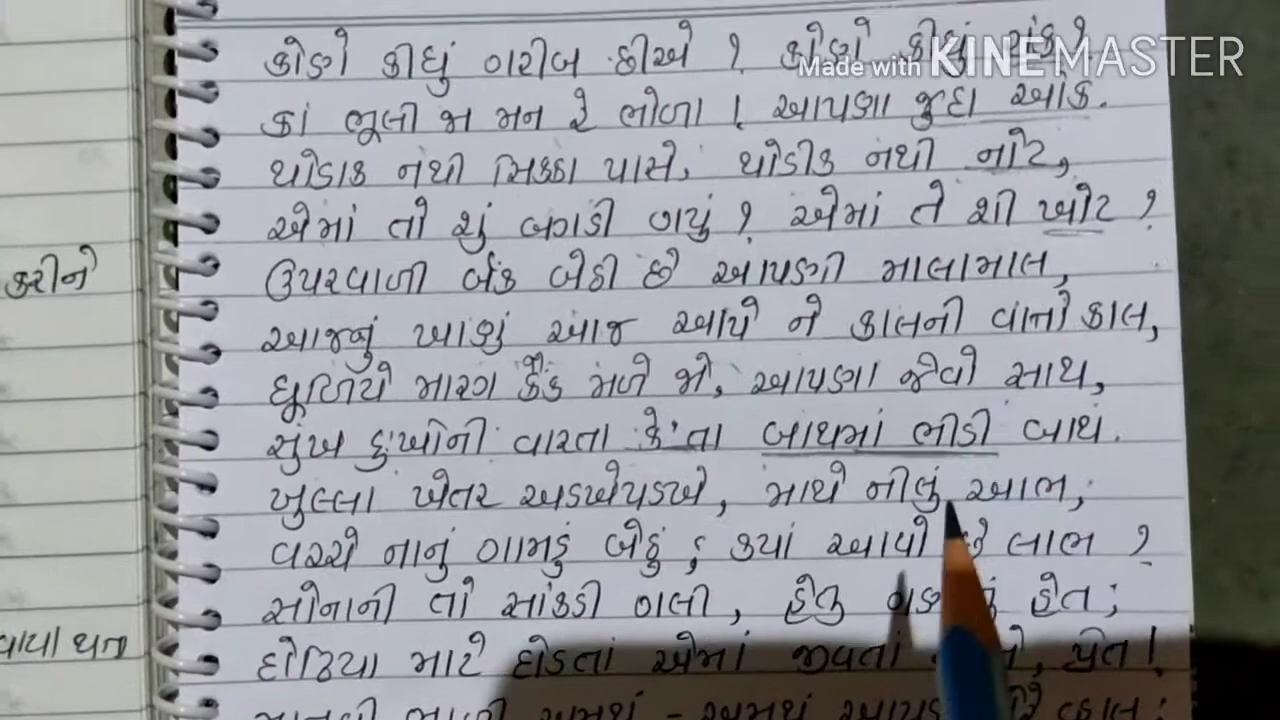 કોણે કીધું ગરીબ છીએ ? કોણે કીધું રાંક ?
Made with KINEMASTER
કાં ભૂલી જા મન રે ભોળા ! આપણા જુદા આંક.
થોડાક નથી સિક્કા પાસે, થોડીક નથી નોટ,
એમાં તો શું બગડી ગયું ? એમાં તે શી ખોટ ?
ઉપરવાળી બેંક બેઠી છે આપણી માલામાલ,
કરીને
આજનું ખાણું આજ આપે ને કાલની વાતો કાલ,
ધૂળિયે મારગ કૈંક મળે જો, આપણા જેવો સાથ,
સુખ દુઃખોની વારતા કે'તા બાથમાં ભીડી બાથ.
ખુલ્લા ખેતર અડખેપડખે, માથે નીલું આભ,
વચ્ચે નાનું ગામડું બેઠું ; ક્યાં આવો છે લાભ ?
સોનાની તો સાંકડી ગલી, હેતુ હેત ;
દોઢિયા માટે દોડતાં એમાં જીવતાં પ્રેત !